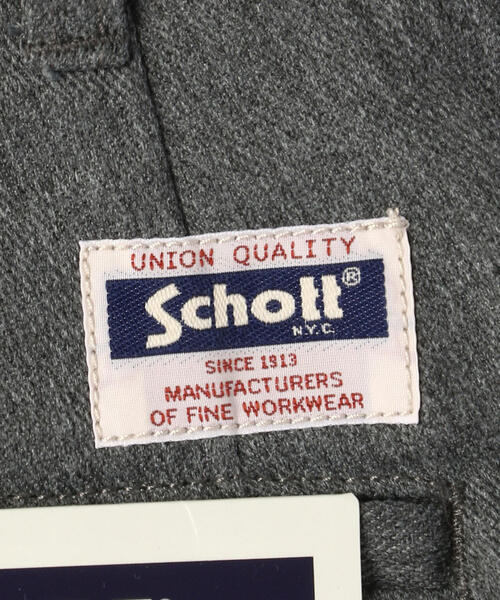 UNION QUALITY
Schott®
N.Y.C.
SINCE 1913
MANUFACTURERS
OF FINE WORKWEAR